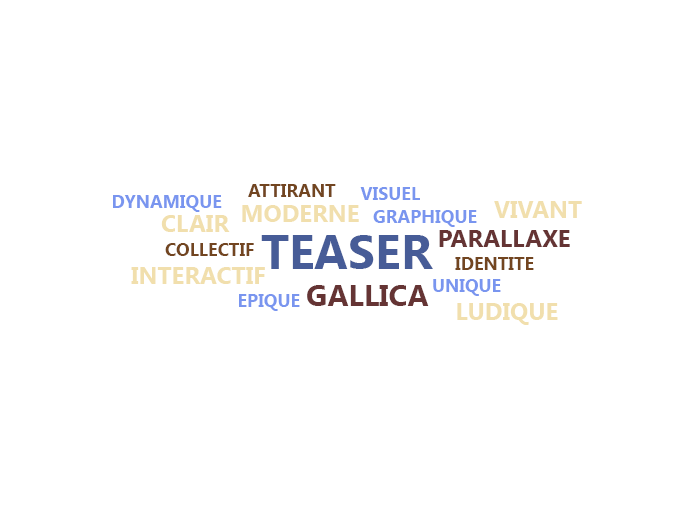 ATTIRANT
DYNAMIQUE
VISUEL
MODERNE
VIVANT
CLAIR
GRAPHIQUE
COLLECTIF
TEASER
PARALLAXE
IDENTITE
INTERACTIF
UNIQUE
EPIQUE
GALLICA
LUDIQUE